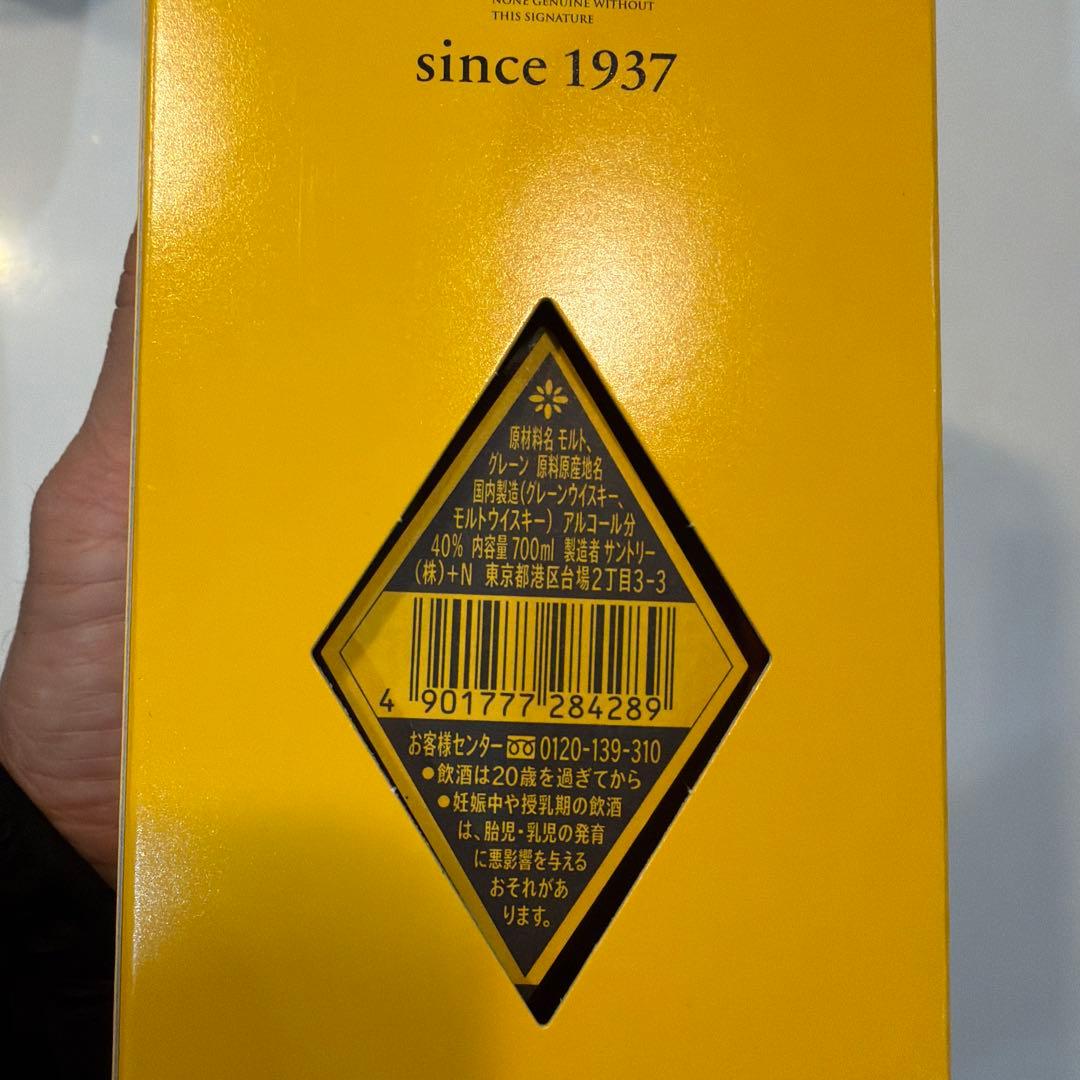 NONE GENUINE WITHOUT
THIS SIGNATURE
since 1937
原材料名 モルト、
グレーン 原料原産地名
国内製造(グレーンウイスキー、
モルトウイスキー) アルコール分
40% 内容量 700ml 製造者 サントリー
(株)+N 東京都港区台場2丁目3-3
4 901777 284289
お客様センター 0120-139-310
●飲酒は20歳を過ぎてから
●妊娠中や授乳期の飲酒
は、胎児・乳児の発育
に悪影響を与える
おそれがあ
ります。